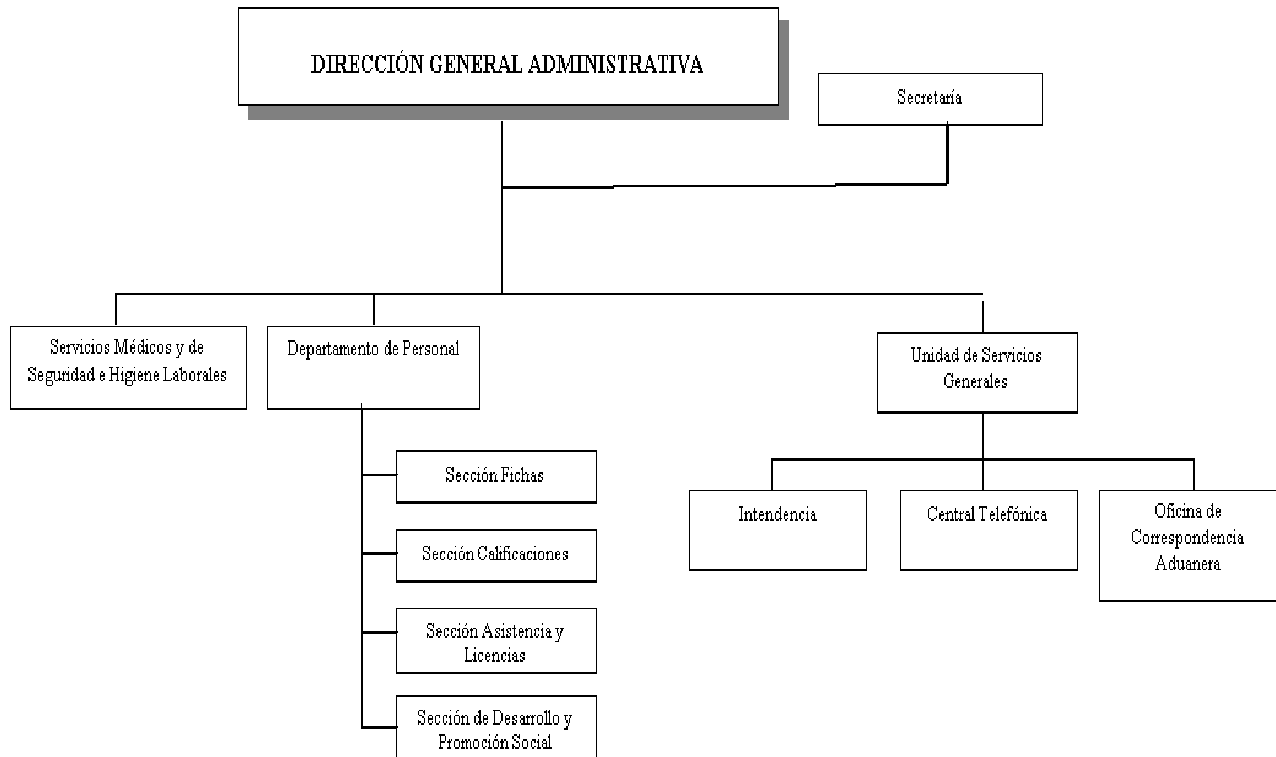 DIRECCIÓN GENERAL ADMINISTRATIVA
Secretaría
Servicios Médicos y de
Seguridad e Higiene Laborales
Departamento de Personal
Unidad de Servicios
Generales
Sección Fichas
Sección Calificaciones
Sección Asistencia y
Licencias
Sección de Desarrollo y
Promoción Social
Intendencia
Central Telefónica
Oficina de
Correspondencia
Aduanera